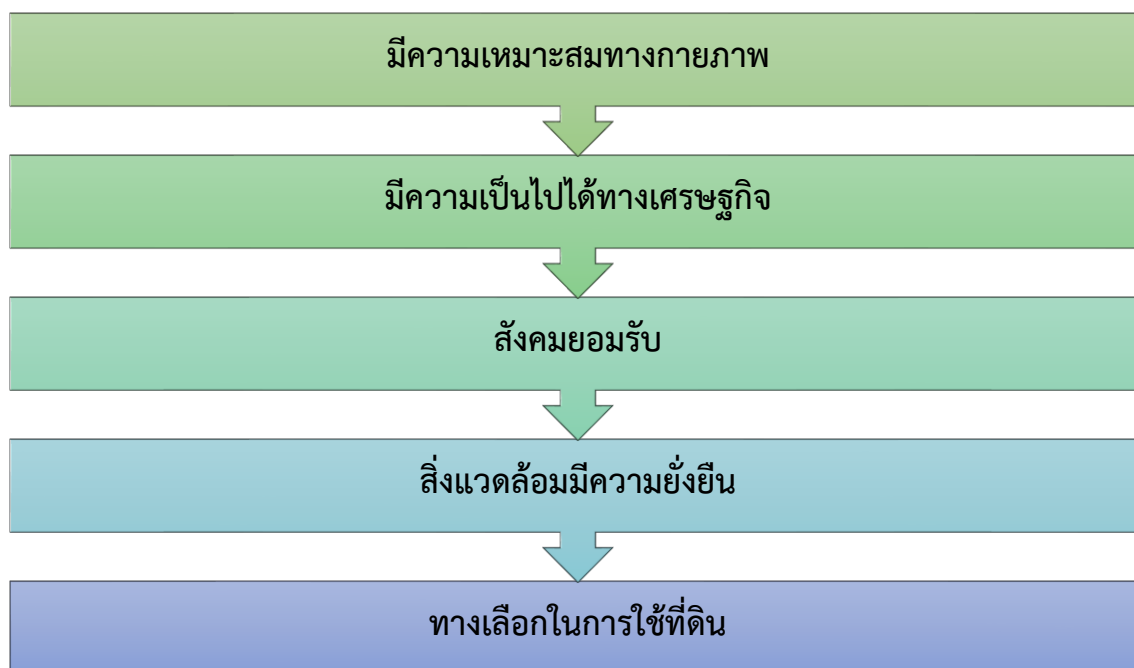 มีความเหมาะสมทางกายภาพ
มีความเป็นไปได้ทางเศรษฐกิจ
สังคมยอมรับ
สิ่งแวดล้อมมีความยั่งยืน
ทางเลือกในการใช้ที่ดิน